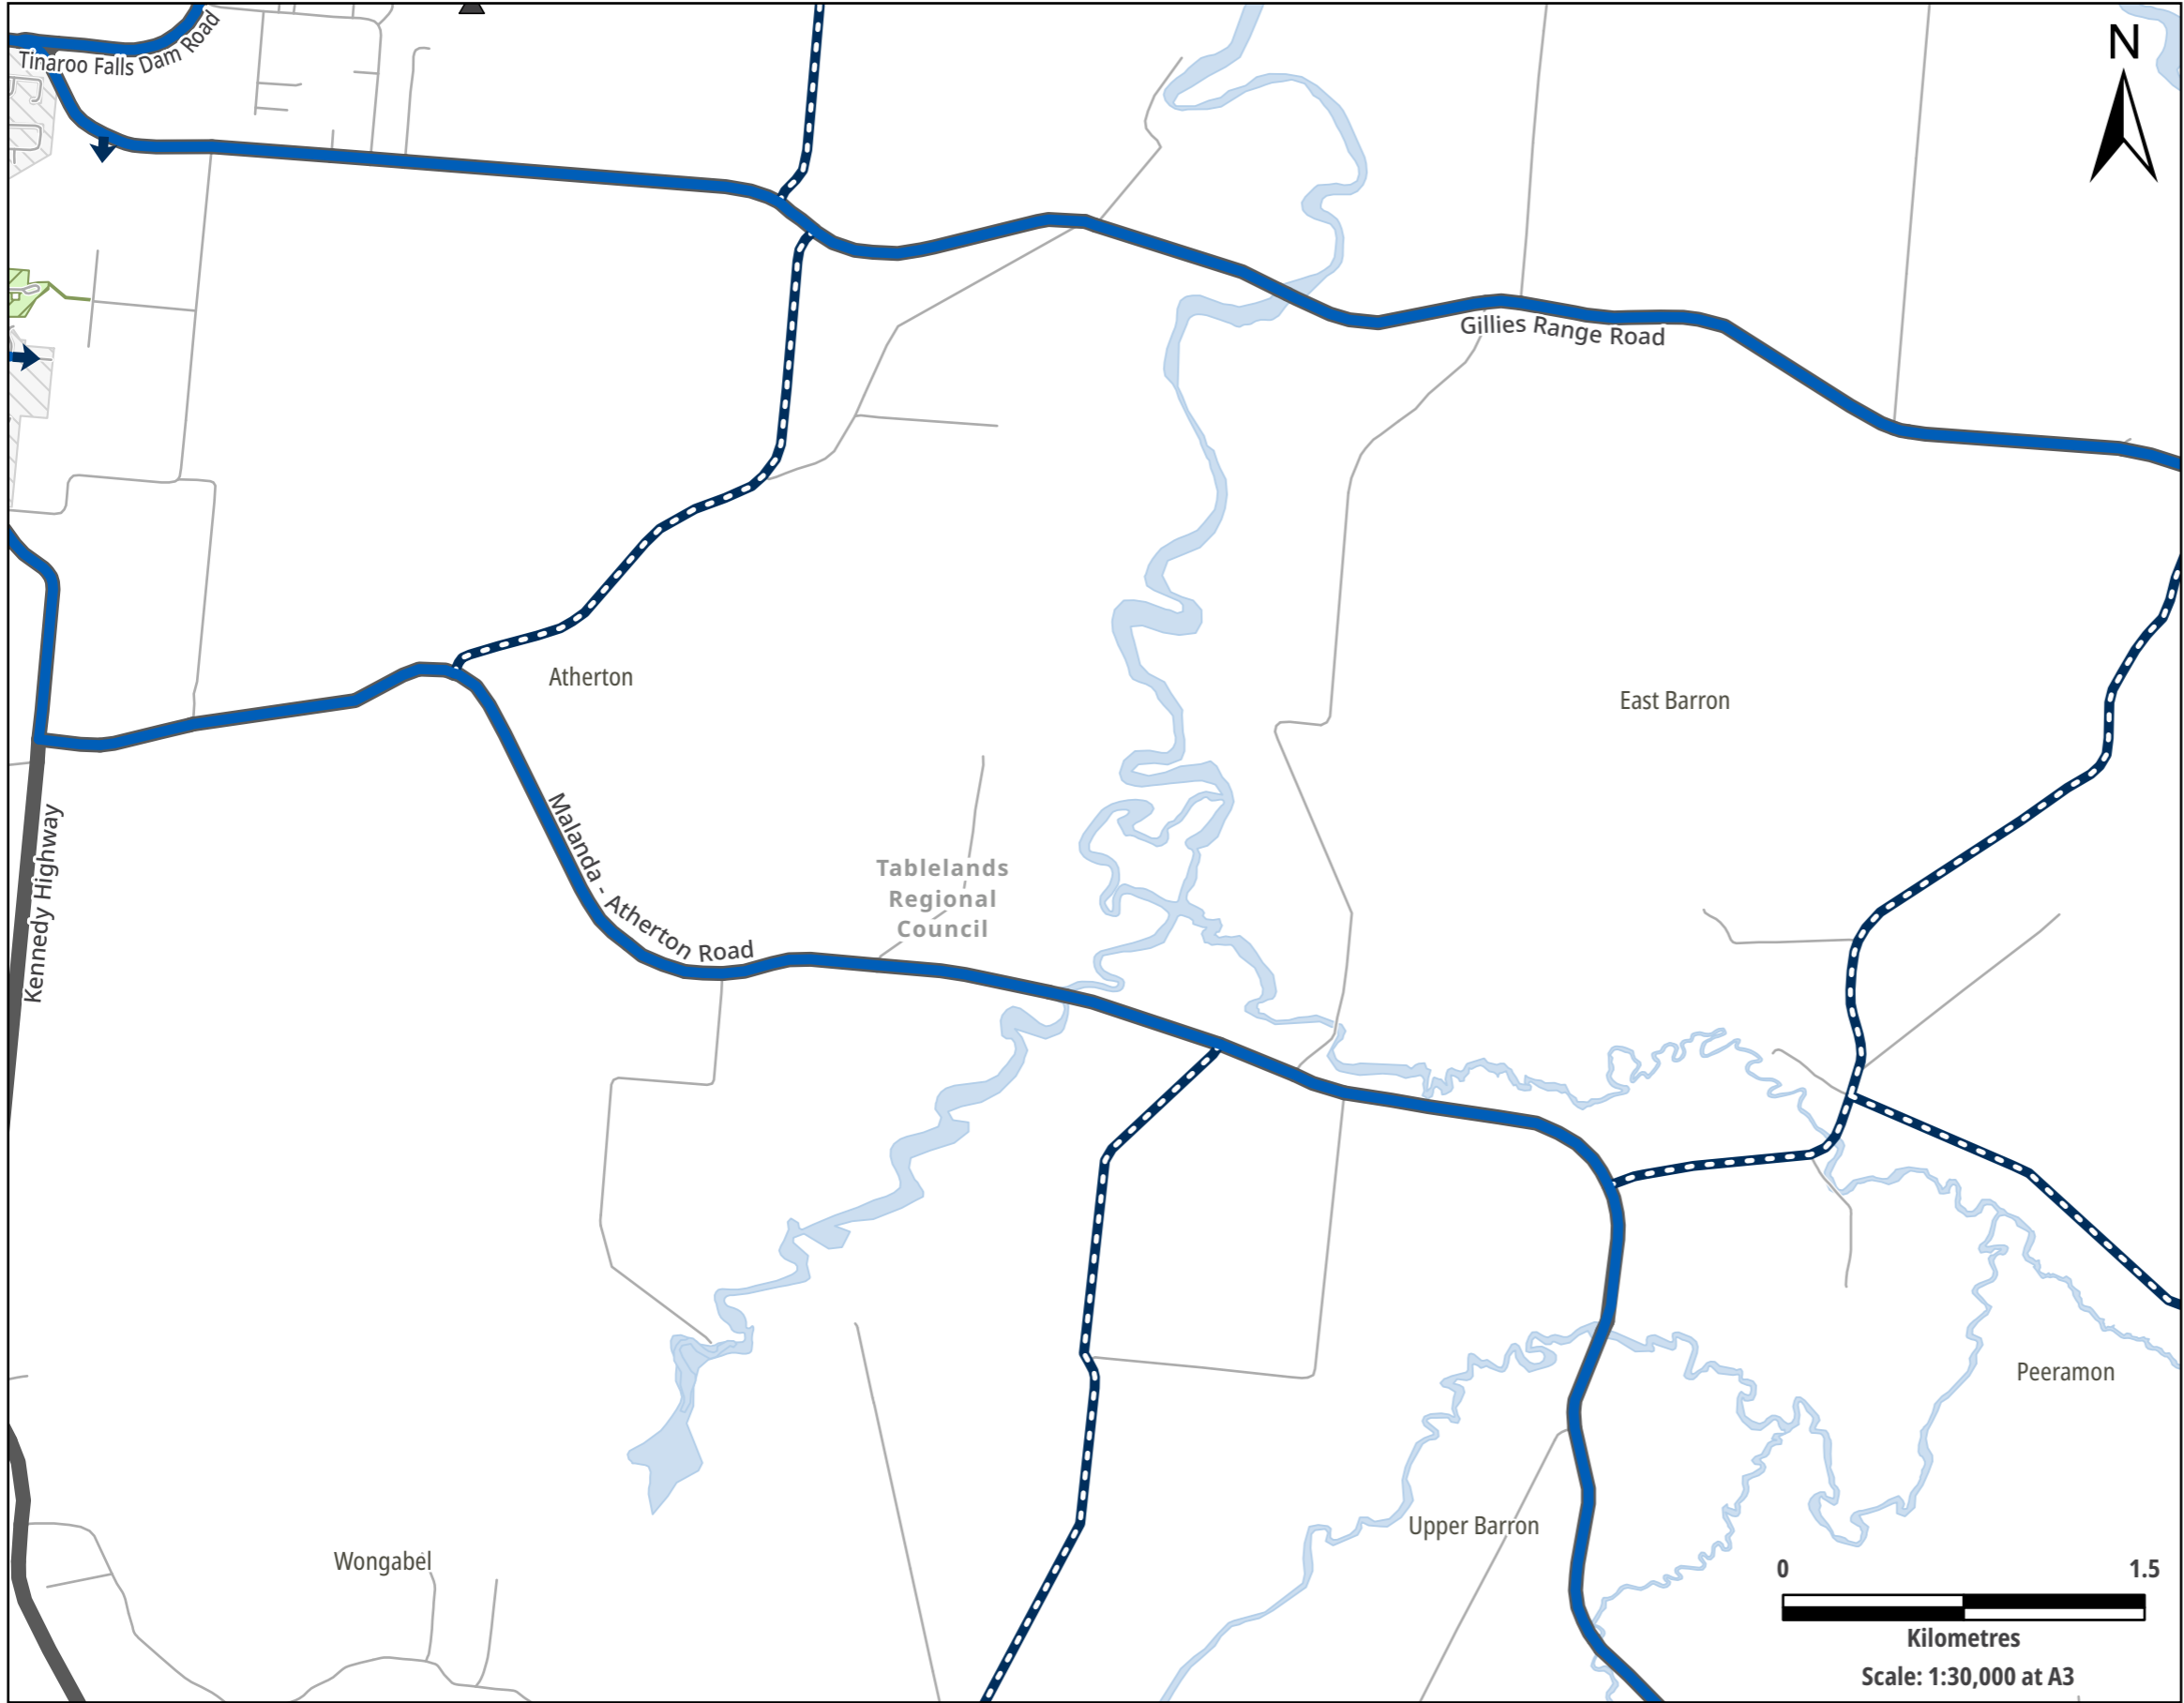 N
Tinaroo Falls Dam Road
Gillies Range Road
Atherton
East Barron
Malanda - Atherton Road
Kennedy Highway
Tablelands
Regional
Council
Peeramon
Upper Barron
Wongabel
0 1.5
Kilometres
Scale: 1:30,000 at A3